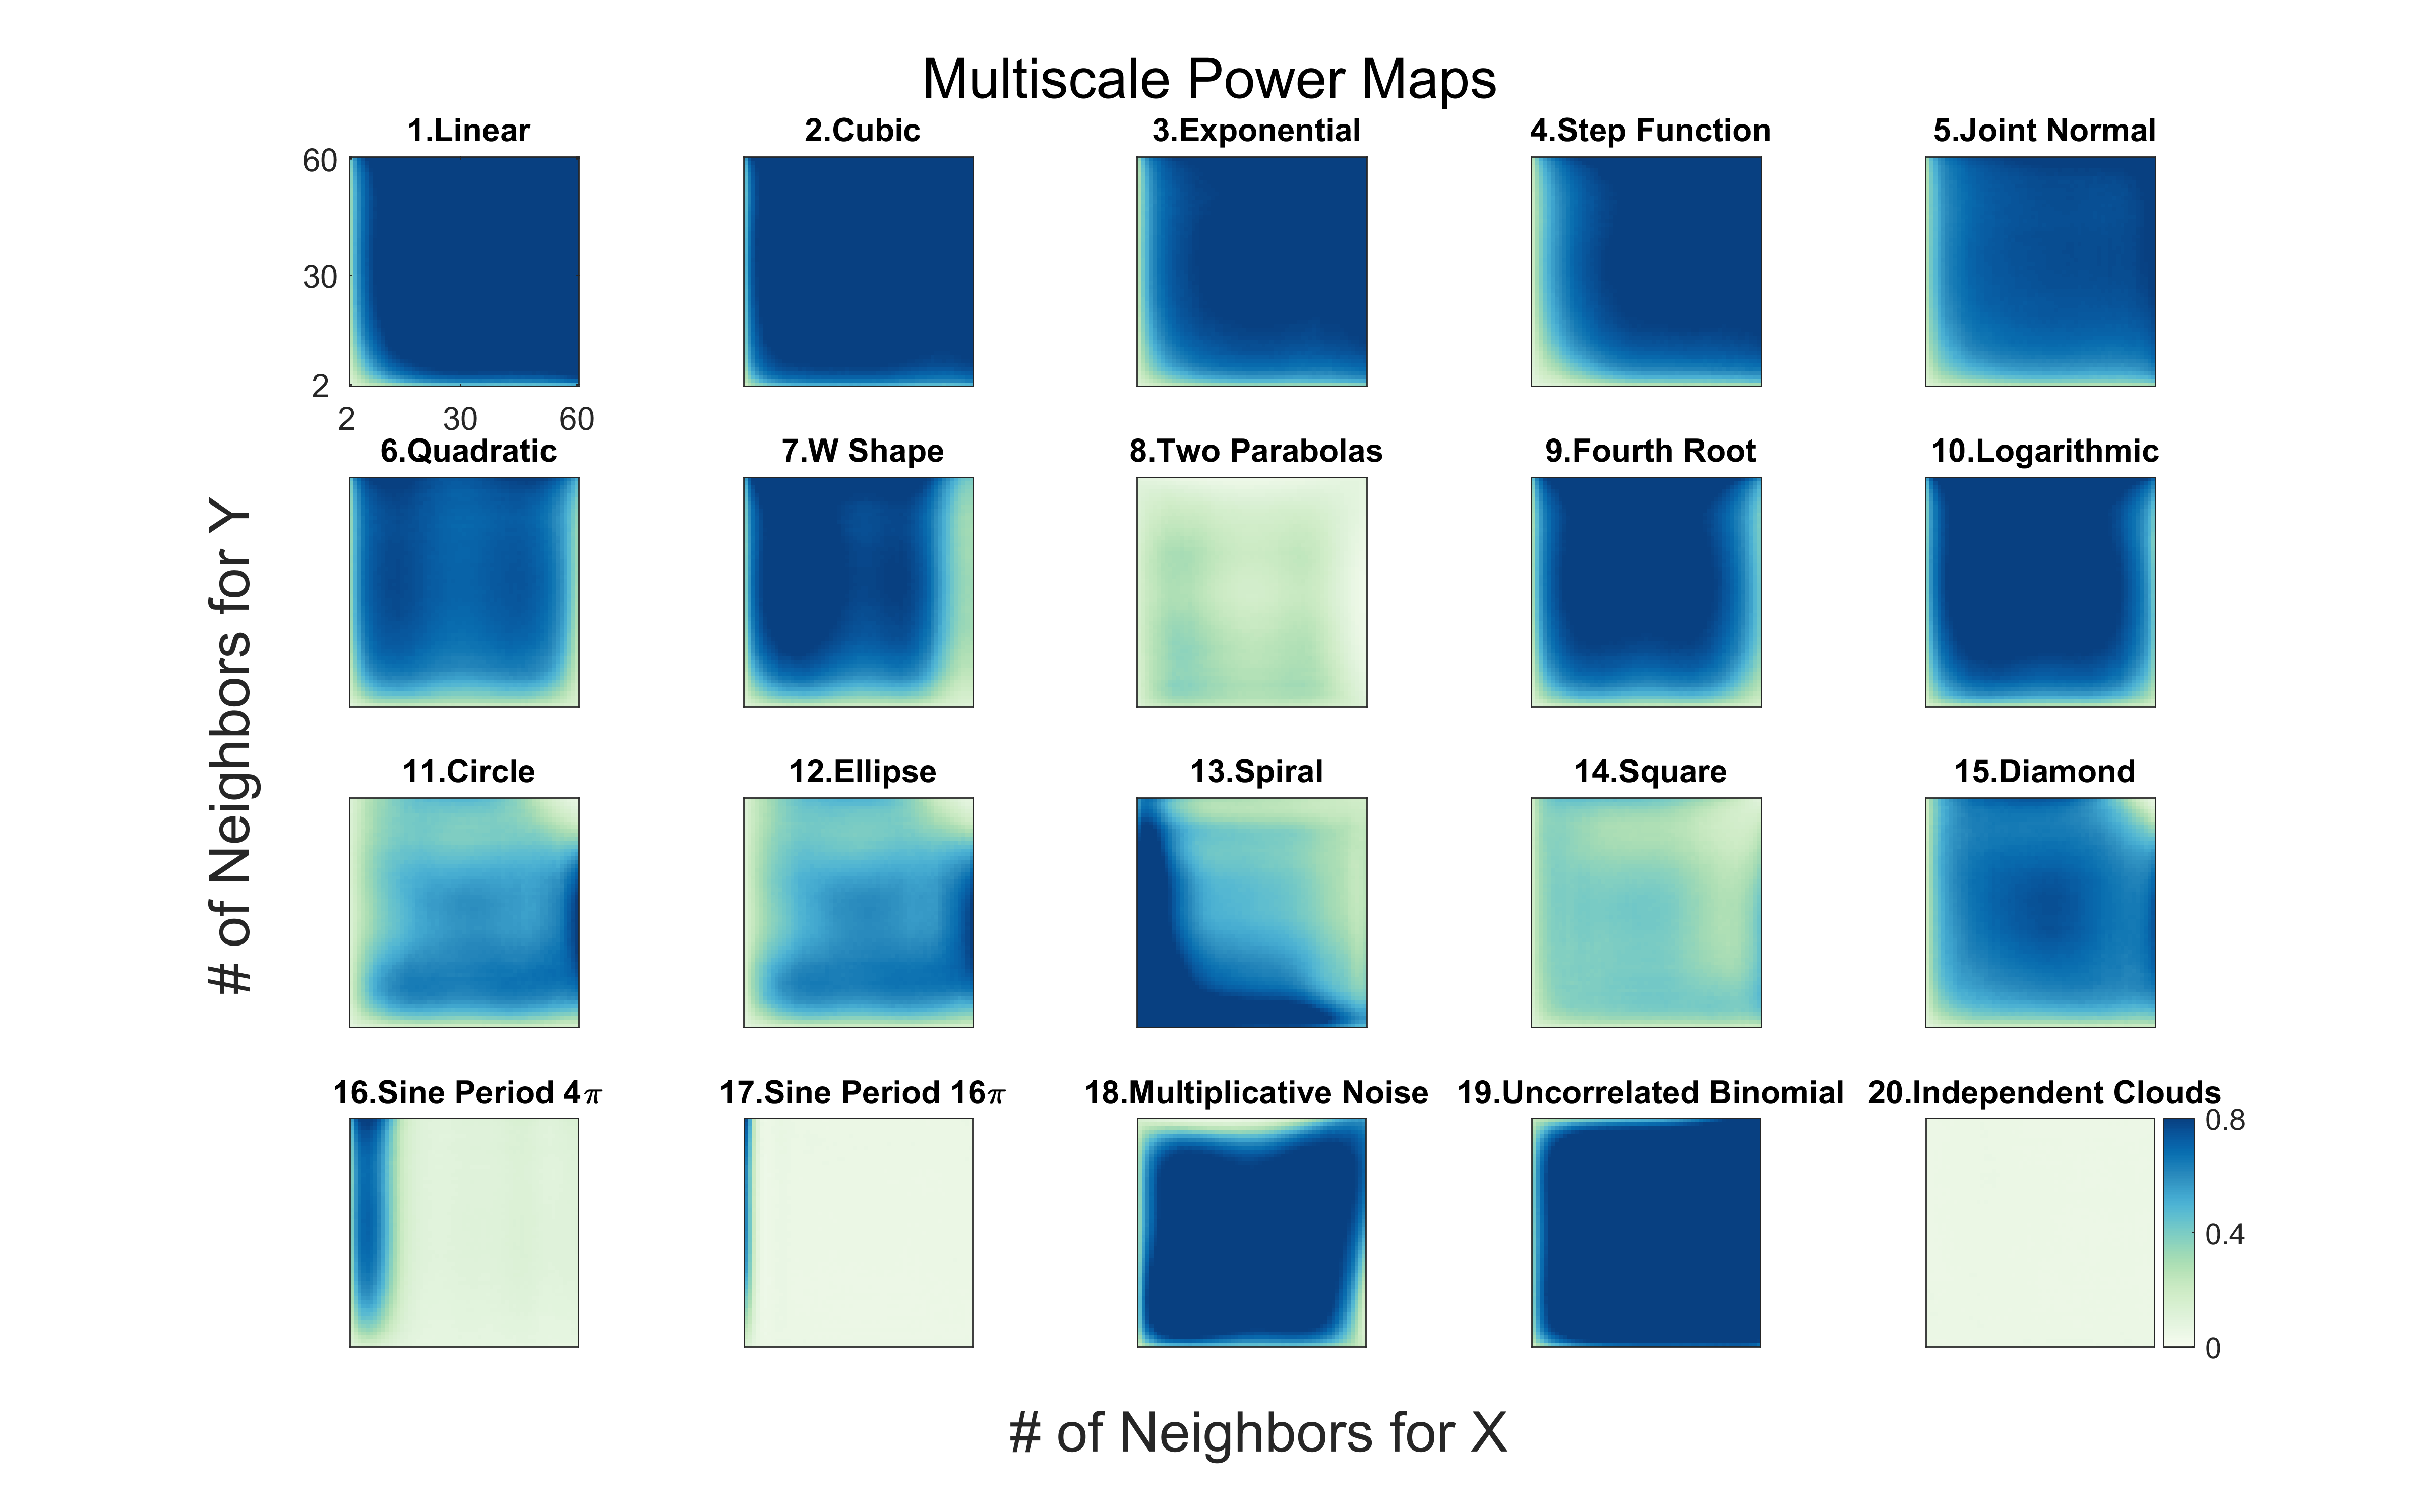 Multiscale Power Maps
1.Linear
2.Cubic
3.Exponential
4.Step Function
5.Joint Normal
60
30
2
2 30 60
6.Quadratic
7.W Shape
8.Two Parabolas
9.Fourth Root
10.Logarithmic
# of Neighbors for Y
11.Circle
12.Ellipse
13.Spiral
14.Square
15.Diamond
16.Sine Period 4π
17.Sine Period 16π
18.Multiplicative Noise
19.Uncorrelated Binomial
20.Independent Clouds
0.8
0.4
0
# of Neighbors for X